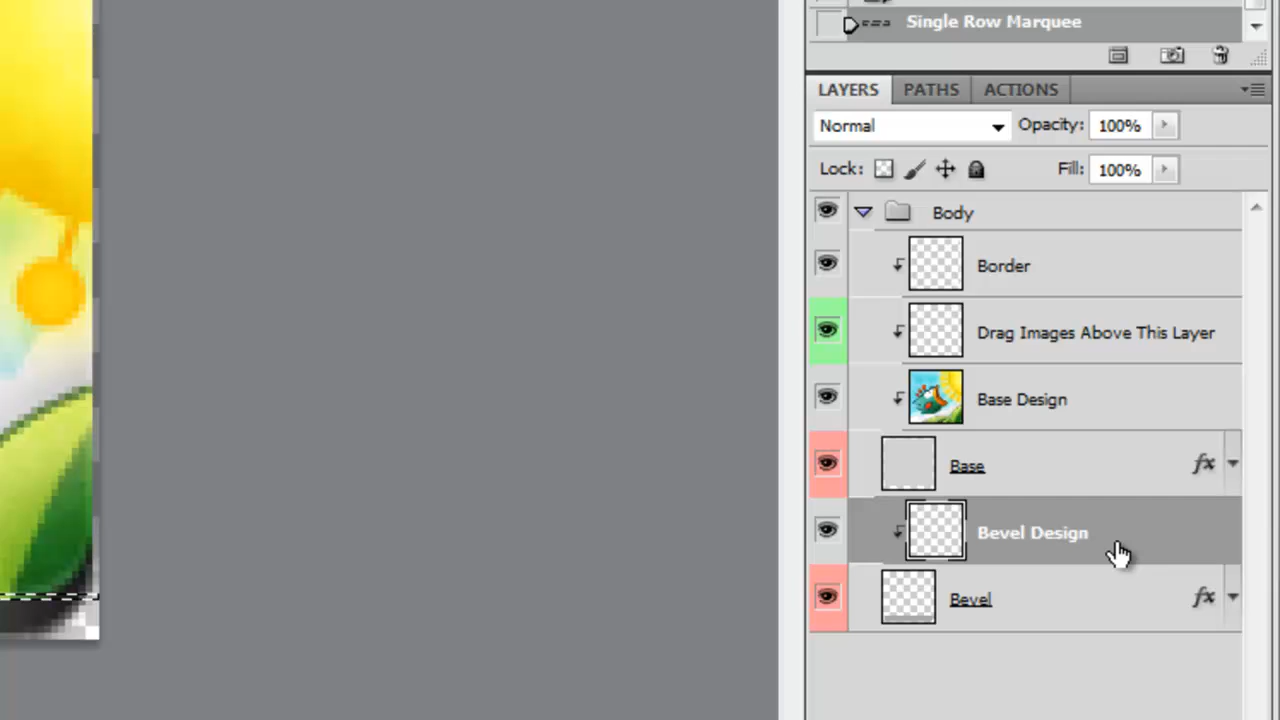 Single Row Marquee
LAYERS PATHS ACTIONS
Normal Opacity: 100%
Lock: Fill: 100%
Body
Border
Drag Images Above This Layer
Base Design
Base fx
Bevel Design
Bevel fx